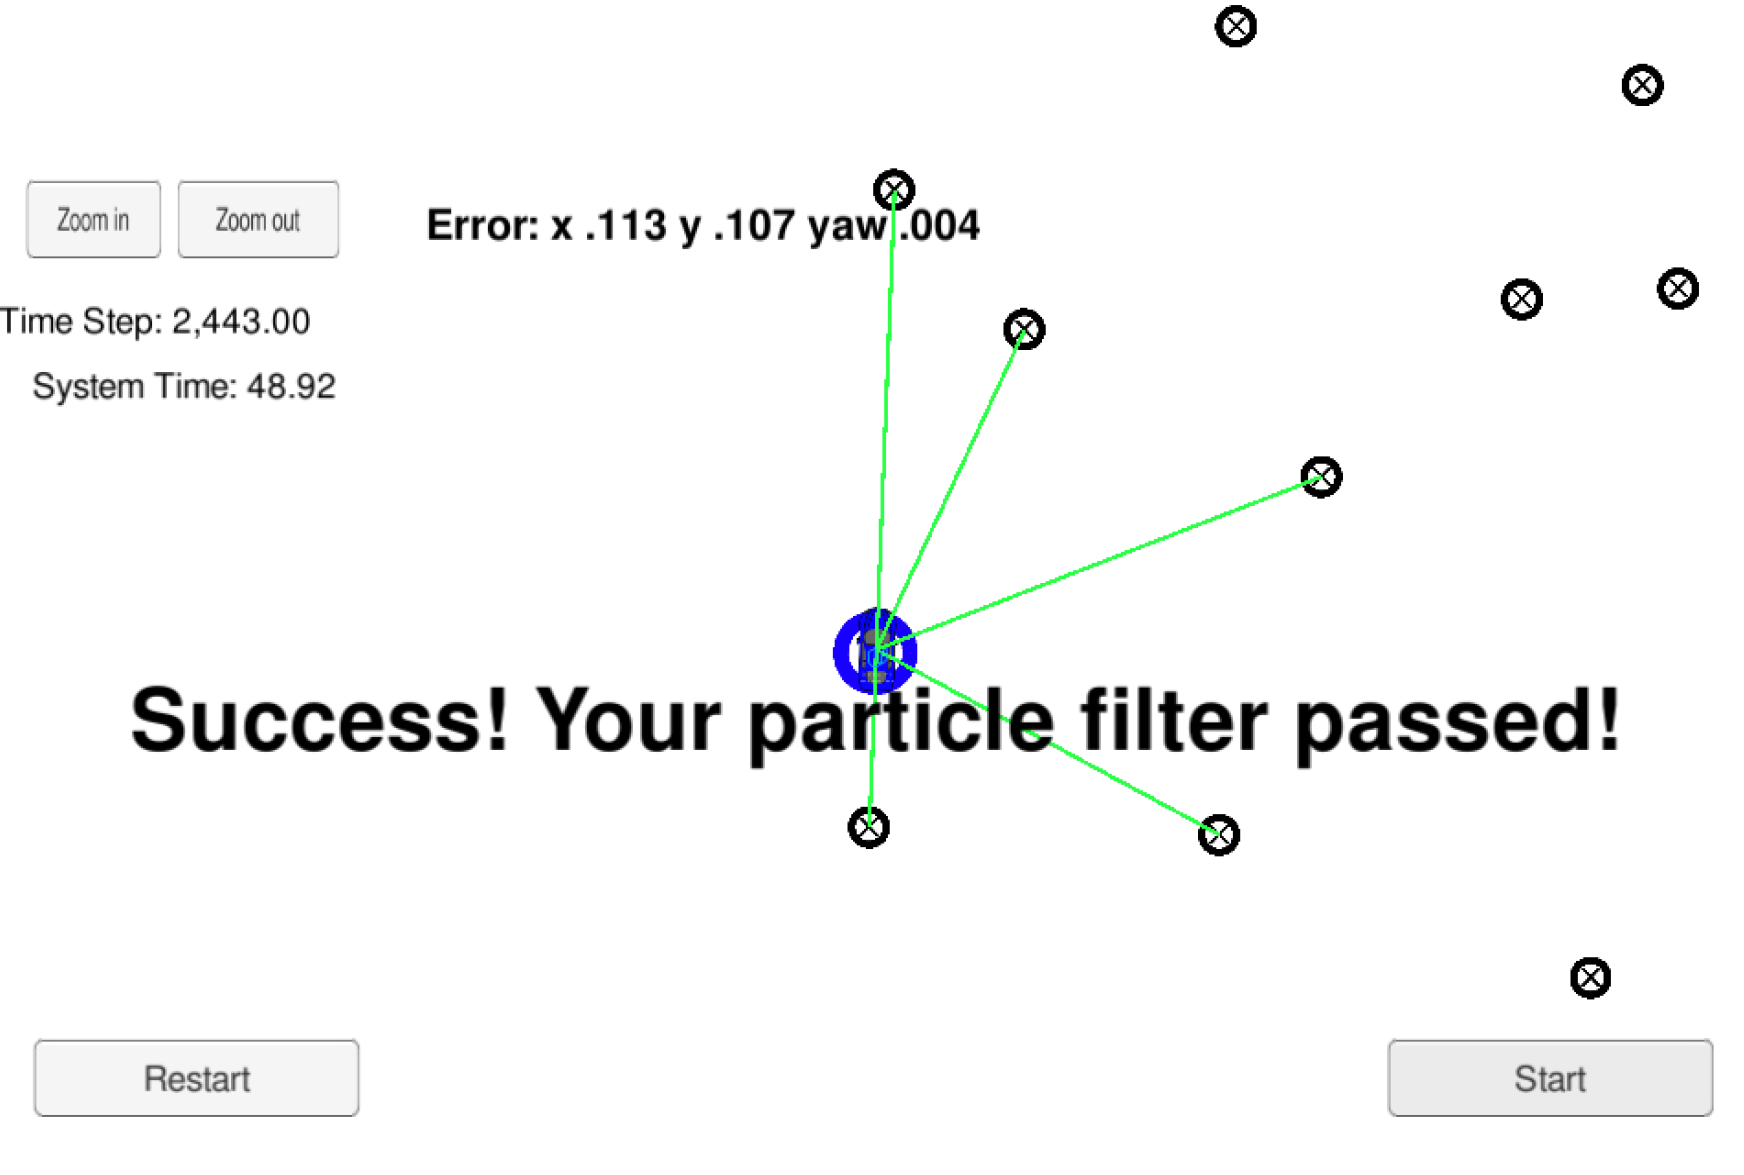 Zoom in
Zoom out
Error: x .113 y .107 yaw .004
Time Step: 2,443.00
System Time: 48.92
Success! Your particle filter passed!
Restart
Start